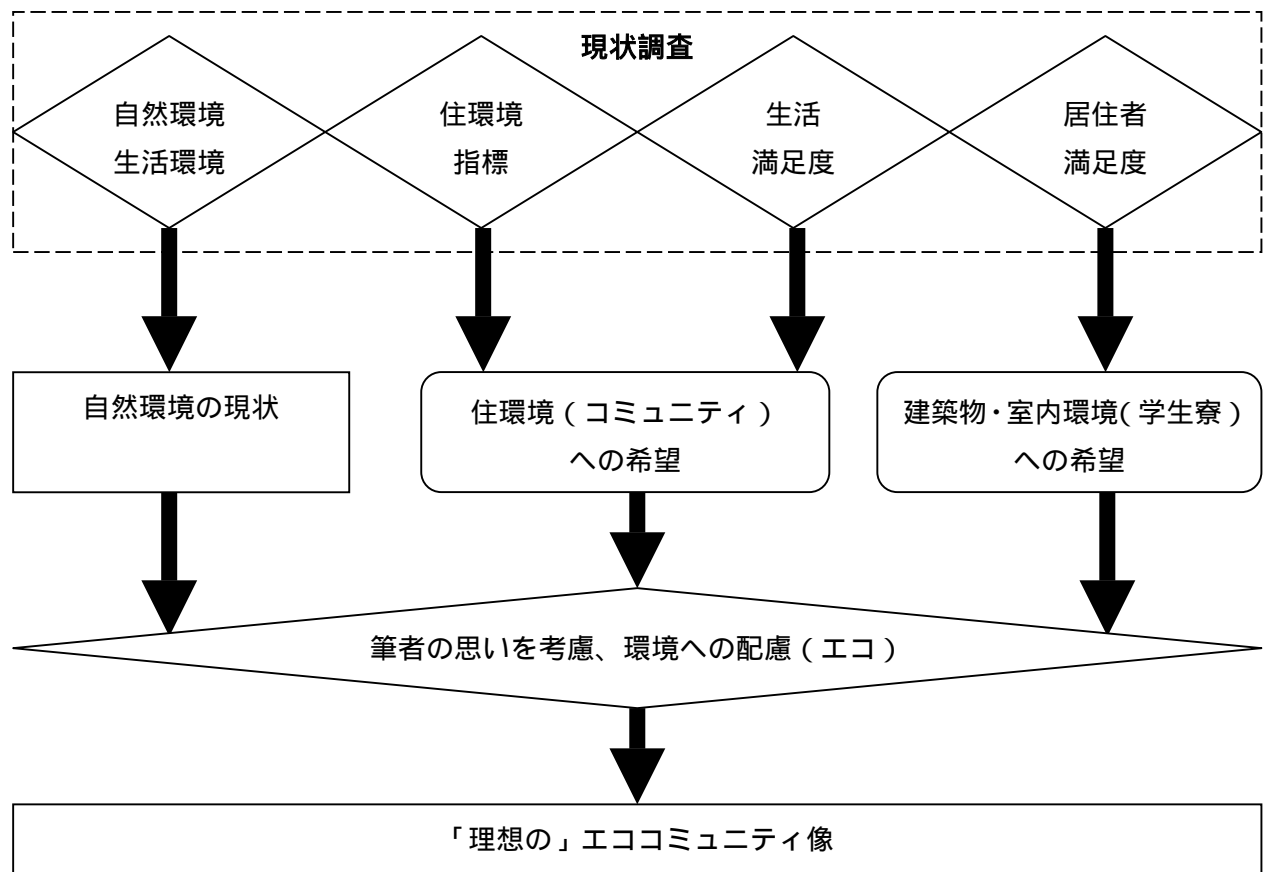 現状調査
自然環境
生活環境
住環境
指標
生活
満足度
居住者
満足度
自然環境の現状
住環境(コミュニティ)
への希望
建築物・室内環境(学生寮)
への希望
筆者の思いを考慮、環境への配慮(エコ)
「理想の」エココミュニティ像